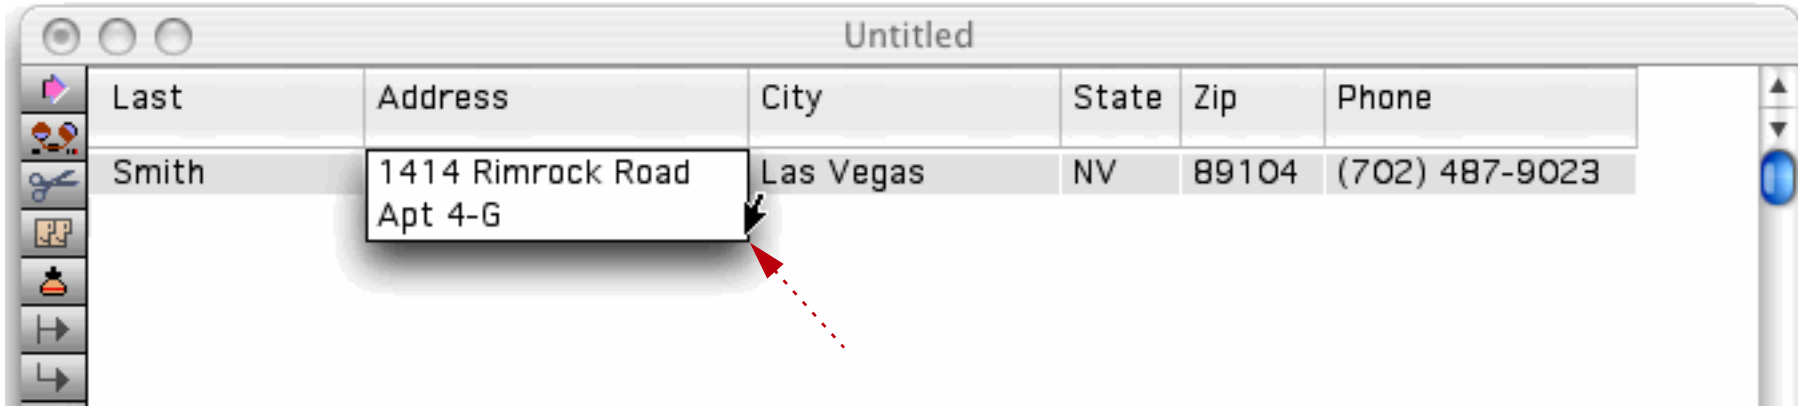 Untitled
Last Address City State Zip Phone
Smith 1414 Rimrock Road Las Vegas NV 89104 (702) 487-9023
Apt 4-G